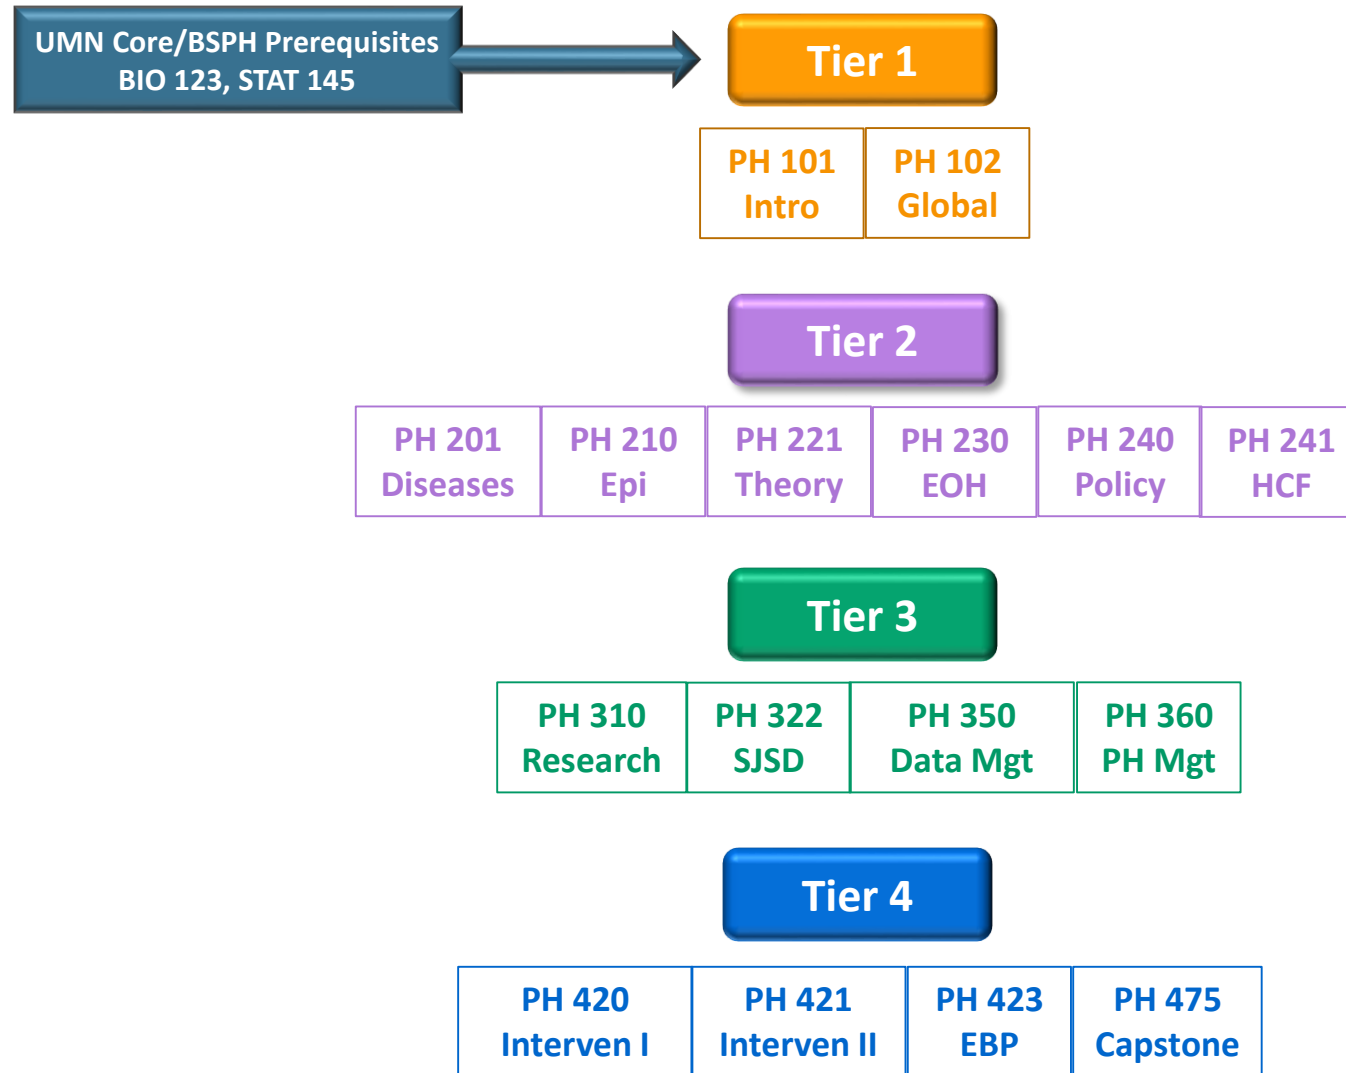 UMN Core/BSPH Prerequisites
BIO 123, STAT 145
Tier 1
PH 101
Intro
PH 102
Global
Tier 2
PH 201
Diseases
PH 210
Epi
PH 221
Theory
PH 230
EOH
PH 240
Policy
PH 241
HCF
Tier 3
PH 310
Research
PH 322
SJSD
PH 350
Data Mgt
PH 360
PH Mgt
Tier 4
PH 420
Interven I
PH 421
Interven II
PH 423
EBP
PH 475
Capstone